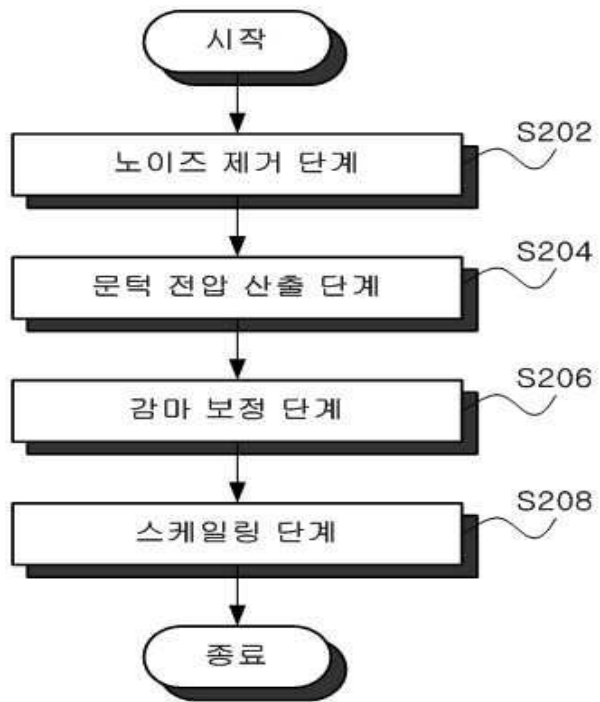 시작
S202
노이즈 제거 단계
S204
문턱 전압 산출 단계
S206
감마 보정 단계
S208
스케일링 단계
종료